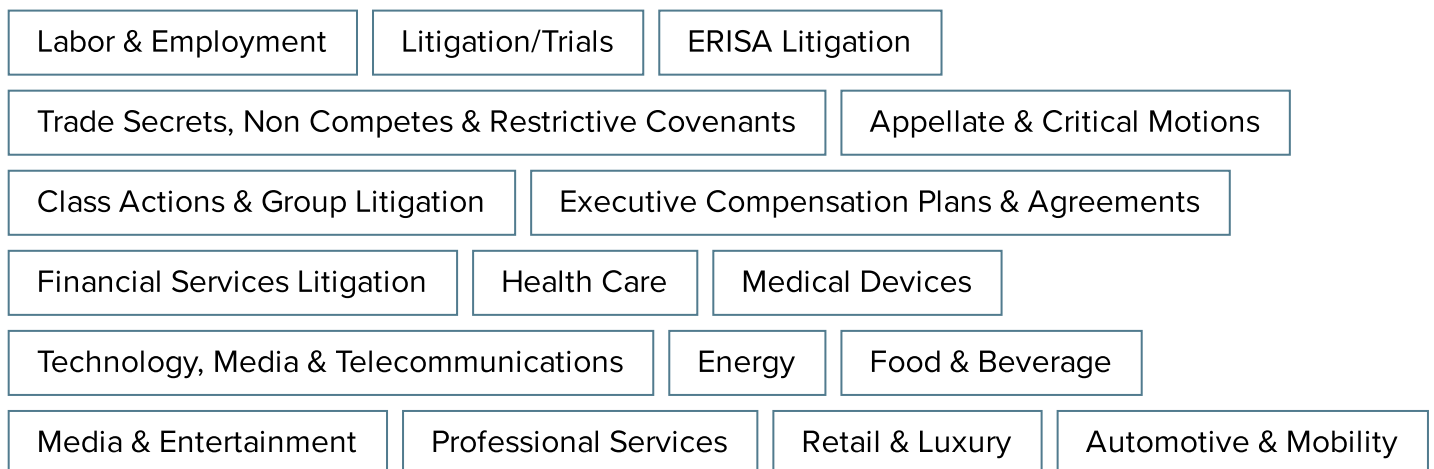 Labor & Employment Litigation/Trials ERISA Litigation
Trade Secrets, Non Competes & Restrictive Covenants Appellate & Critical Motions
Class Actions & Group Litigation Executive Compensation Plans & Agreements
Financial Services Litigation Health Care Medical Devices
Technology, Media & Telecommunications Energy Food & Beverage
Media & Entertainment Professional Services Retail & Luxury Automotive & Mobility